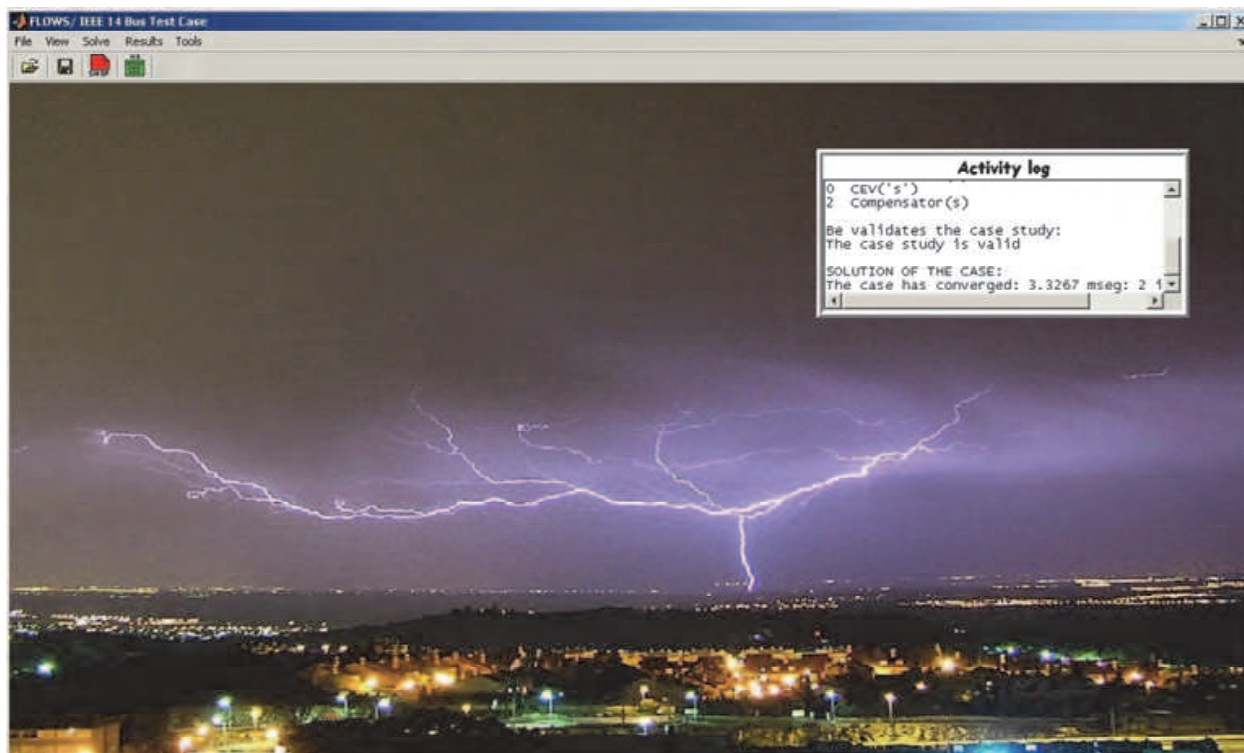 FLOWS/ IEEE 14 Bus Test Case
File View Solve Results Tools
Activity log
0 CEV('s')
2 Compensator(s)
Be validates the case study:
The case study is valid
SOLUTION OF THE CASE:
The case has converged: 3.3267 mseg: 2